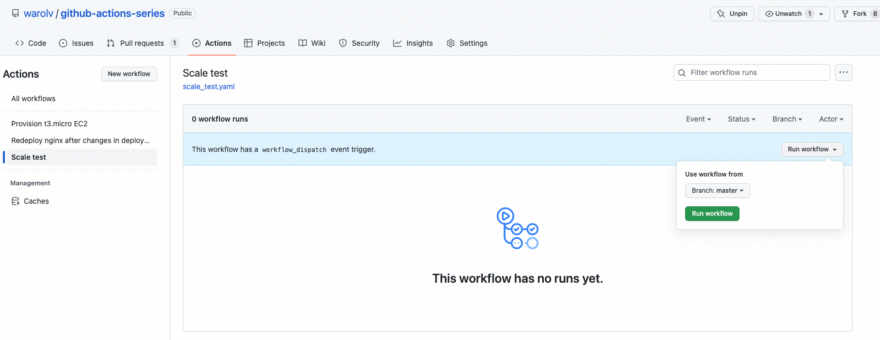 warolv / github-actions-series Public
Unpin Unwatch 1 Fork 8
Code Issues Pull requests 1 Actions Projects Wiki Security Insights Settings
Actions
New workflow
All workflows
Provision t3.micro EC2
Redeploy nginx after changes in deploy...
Scale test
Management
Caches
Scale test
scale_test.yaml
Filter workflow runs
0 workflow runs
Event Status Branch Actor
This workflow has a workflow_dispatch event trigger.
Run workflow
Use workflow from
Branch: master
Run workflow
This workflow has no runs yet.